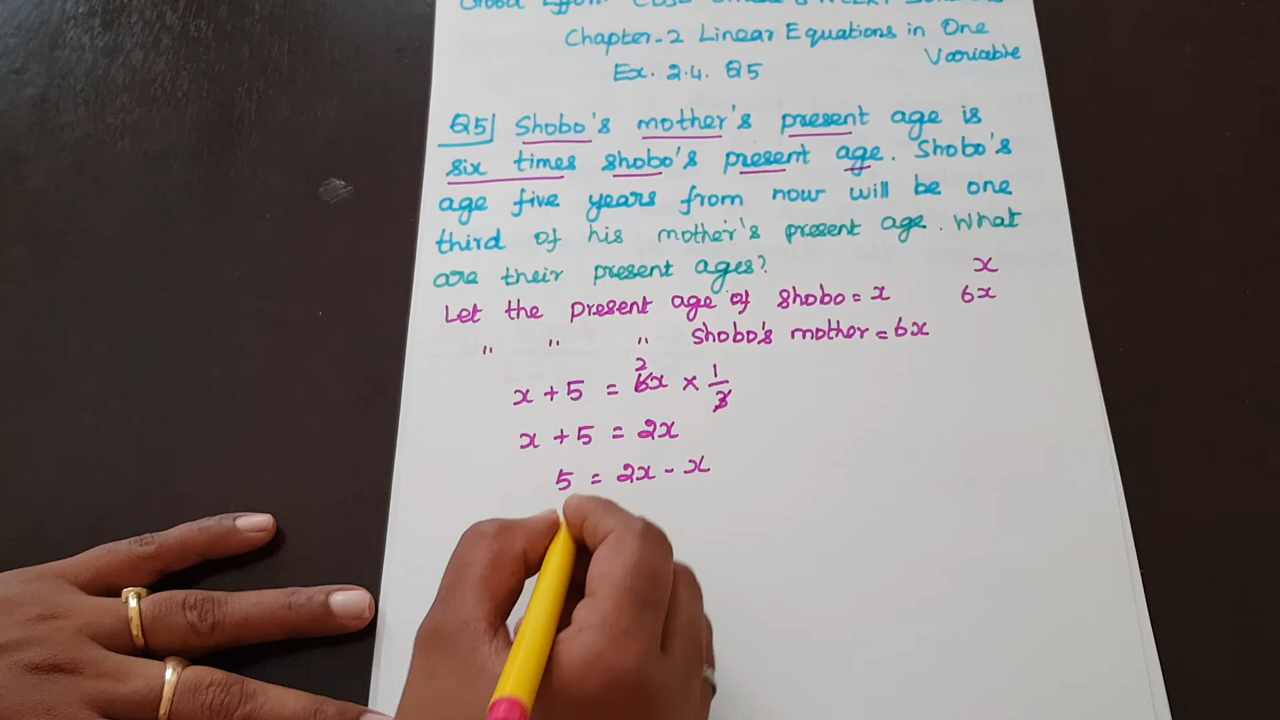 Chapter-2 Linear Equations in One
Variable
Ex. 2.4. Q5
Q5| Shobo's mother's present age is
six times shobo's present age. Shobo's
age five years from now will be one
third of his mother's present age. What
are their present ages?
x
Let the present age of shobo = x
6x
" " " Shobo's mother = 6x
2
x + 5 = 6x × 1/3
x + 5 = 2x
5 = 2x - x